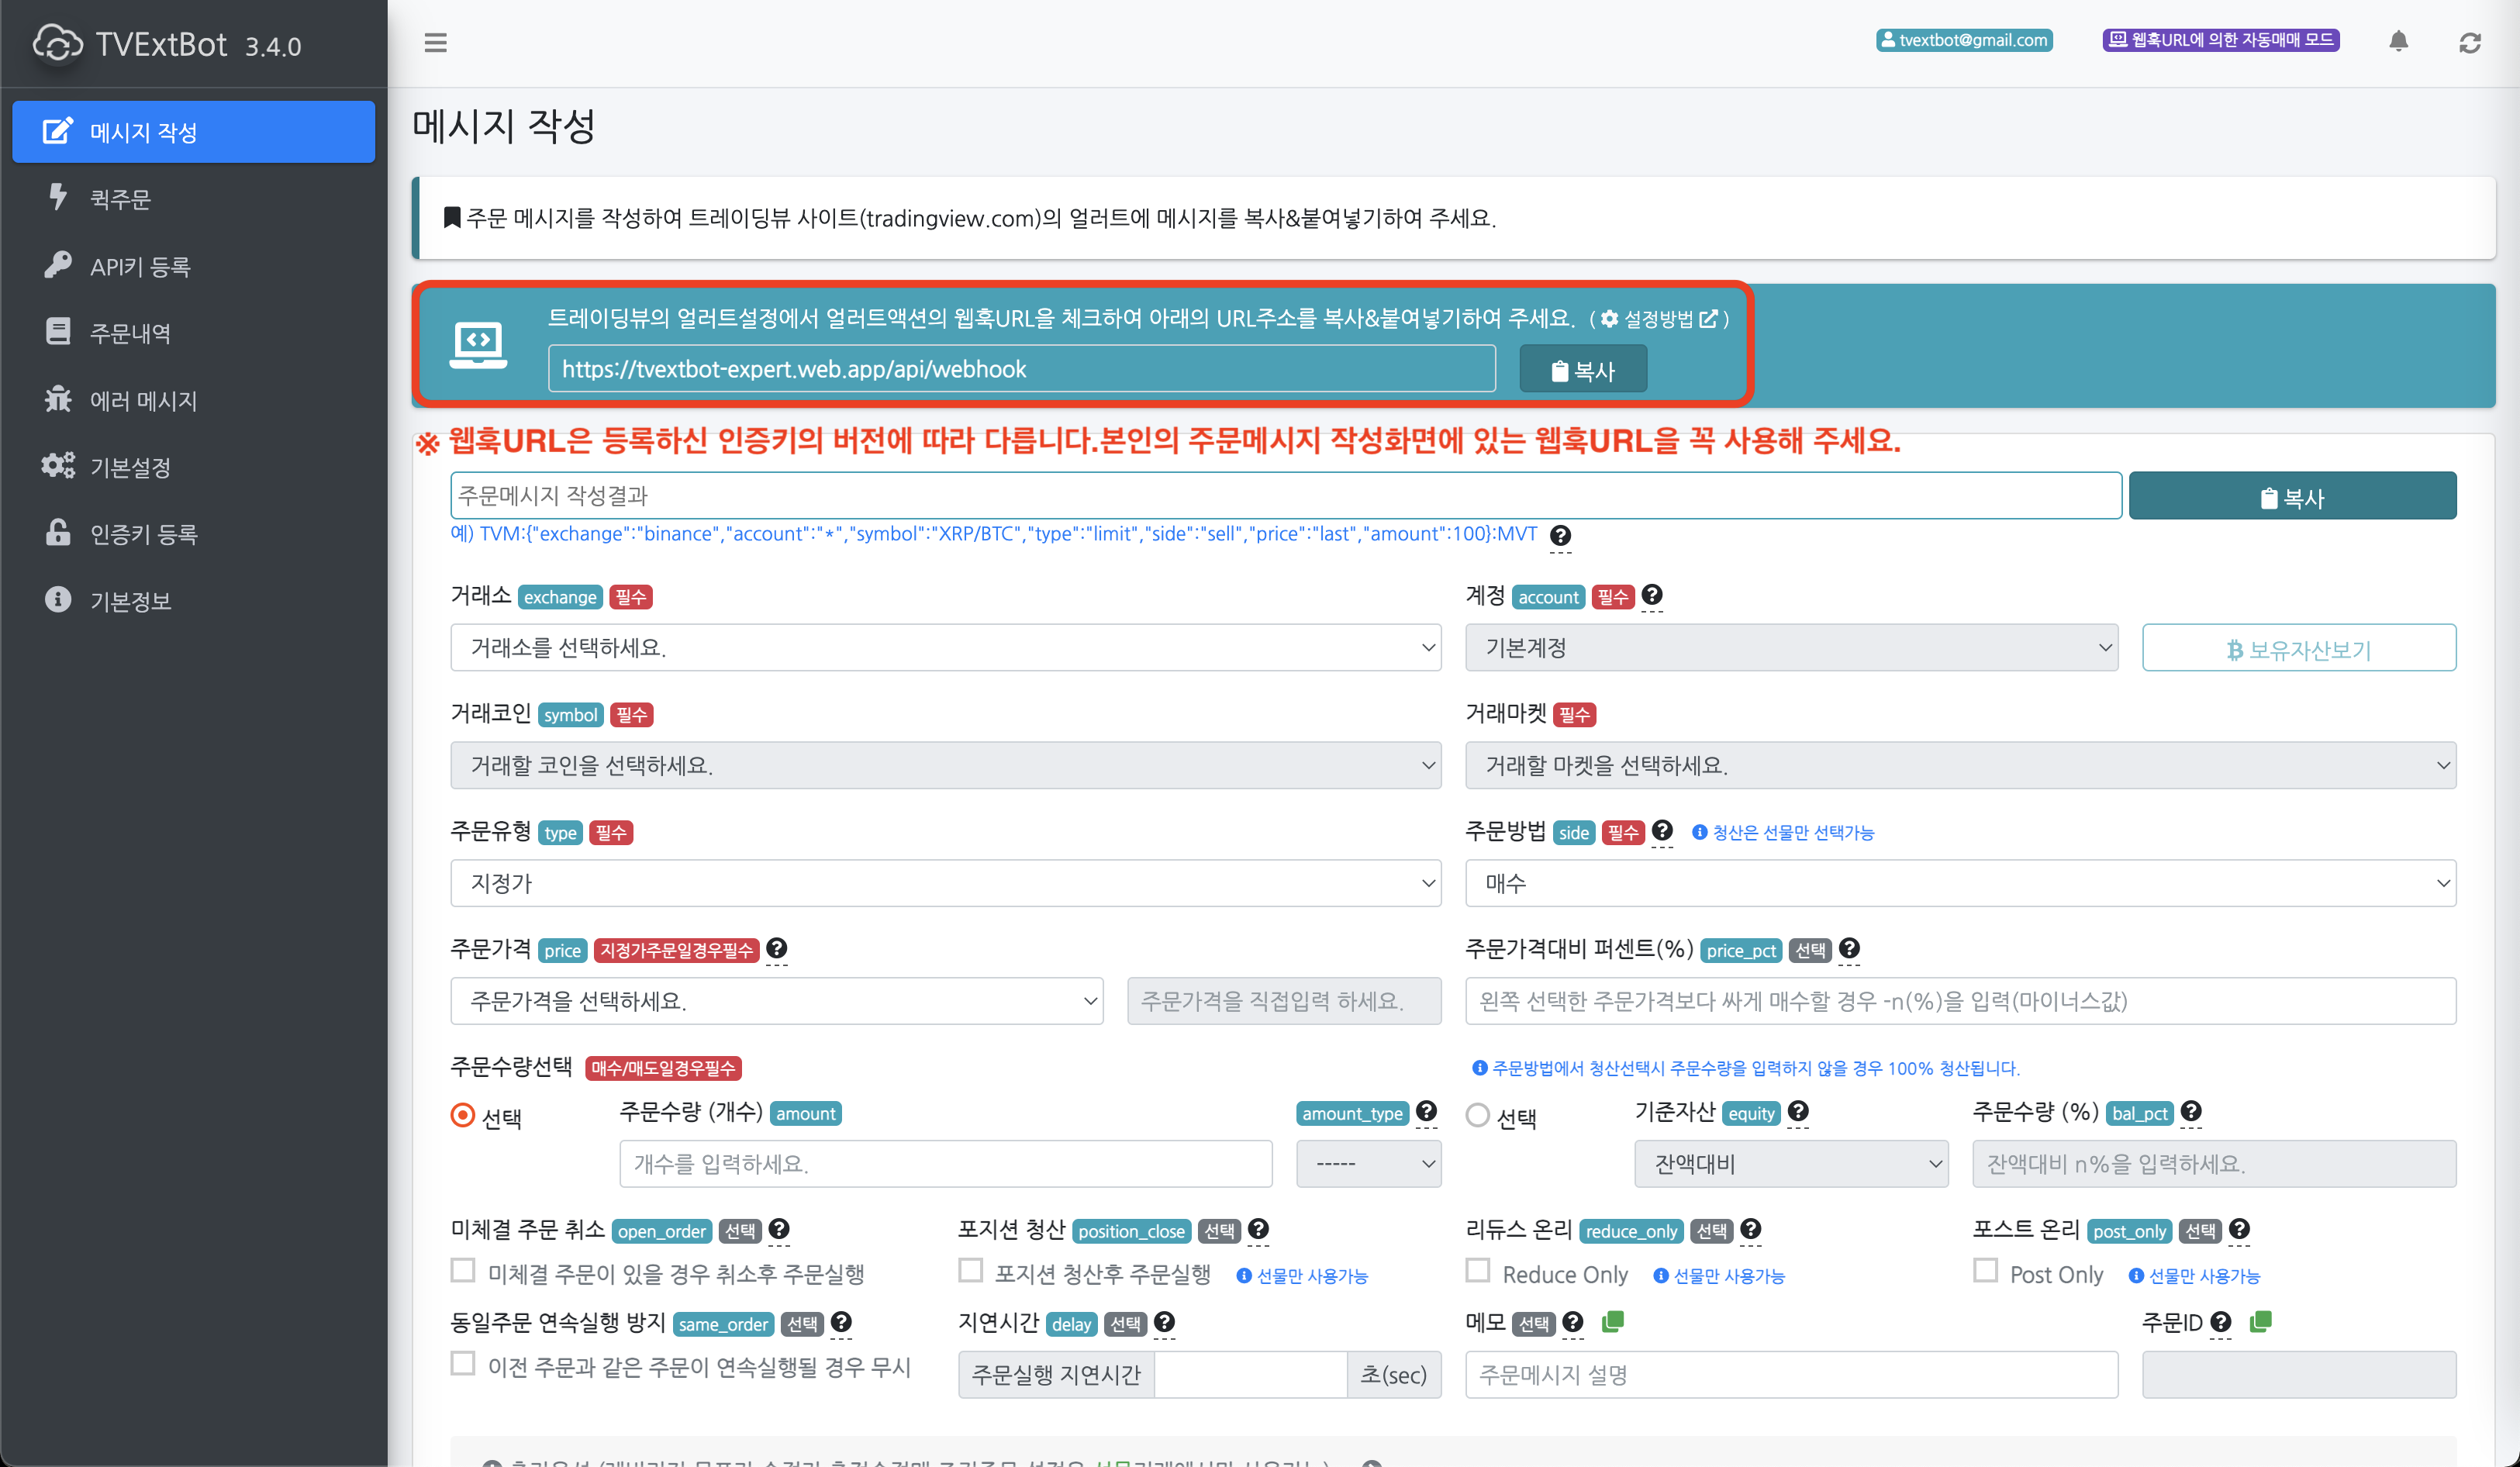 TVExtBot 3.4.0
tvextbot@gmail.com
웹훅URL에 의한 자동매매 모드
메시지 작성
퀵주문
API키 등록
주문내역
에러 메시지
기본설정
인증키 등록
기본정보
메시지 작성
주문 메시지를 작성하여 트레이딩뷰 사이트(tradingview.com)의 얼러트에 메시지를 복사&붙여넣기하여 주세요.
트레이딩뷰의 얼러트설정에서 얼러트액션의 웹훅URL을 체크하여 아래의 URL주소를 복사&붙여넣기하여 주세요. ( 설정방법 )
https://tvextbot-expert.web.app/api/webhook 복사
※ 웹훅URL은 등록하신 인증키의 버전에 따라 다릅니다.본인의 주문메시지 작성화면에 있는 웹훅URL을 꼭 사용해 주세요.
주문메시지 작성결과 복사
예) TVM:{"exchange":"binance","account":"*","symbol":"XRP/BTC","type":"limit","side":"sell","price":"last","amount":100}:MVT
거래소 exchange 필수 계정 account 필수
거래소를 선택하세요. 기본계정 보유자산보기
거래코인 symbol 필수 거래마켓 필수
거래할 코인을 선택하세요. 거래할 마켓을 선택하세요.
주문유형 type 필수 주문방법 side 필수 청산은 선물만 선택가능
지정가 매수
주문가격 price 지정가주문일경우필수 주문가격대비 퍼센트(%) price_pct 선택
주문가격을 선택하세요. 주문가격을 직접입력 하세요. 왼쪽 선택한 주문가격보다 싸게 매수할 경우 -n(%)을 입력(마이너스값)
주문수량선택 매수/매도일경우필수 주문방법에서 청산선택시 주문수량을 입력하지 않을 경우 100% 청산됩니다.
선택 주문수량 (개수) amount amount_type 선택 기준자산 equity 주문수량 (%) bal_pct
개수를 입력하세요. ----- 잔액대비 잔액대비 n%을 입력하세요.
미체결 주문 취소 open_order 선택 포지션 청산 position_close 선택 리듀스 온리 reduce_only 선택 포스트 온리 post_only 선택
미체결 주문이 있을 경우 취소후 주문실행 포지션 청산후 주문실행 선물만 사용가능 Reduce Only 선물만 사용가능 Post Only 선물만 사용가능
동일주문 연속실행 방지 same_order 선택 지연시간 delay 선택 메모 선택 주문ID
이전 주문과 같은 주문이 연속실행될 경우 무시 주문실행 지연시간 초(sec) 주문메시지 설명